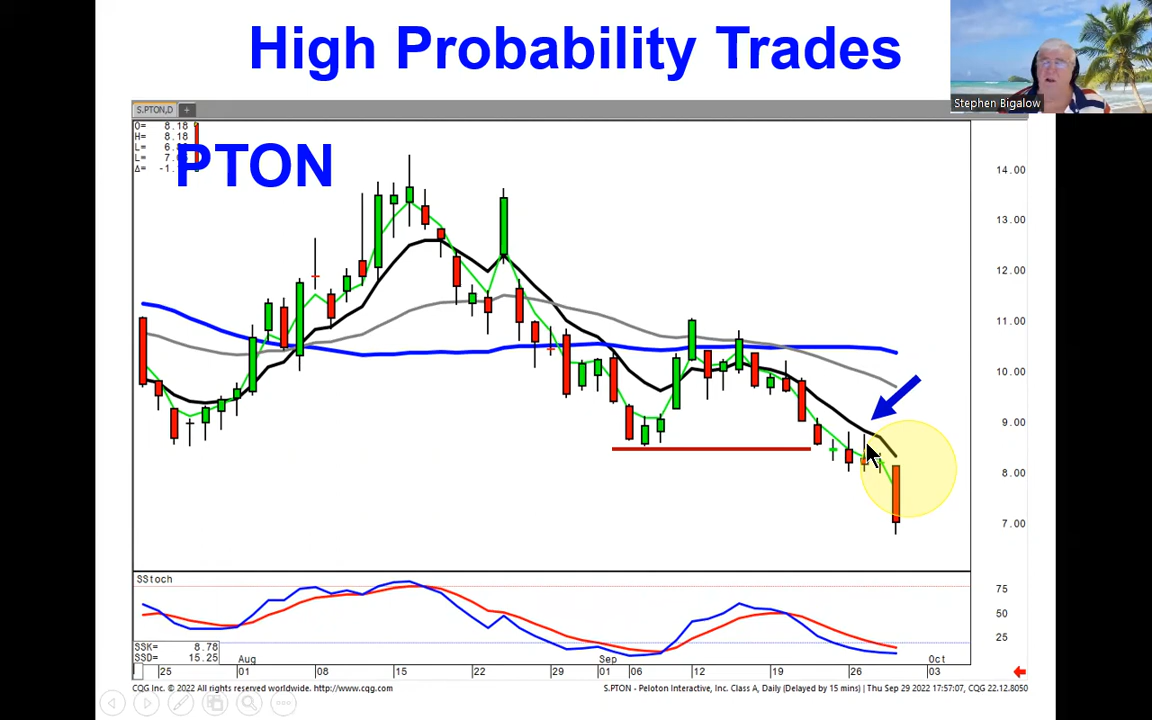 High Probability Trades
Stephen Bigalow
S.PTON,D
+
O= 8.18
H= 8.18
L=
L=
Δ=
PTON
14.00
13.00
12.00
11.00
10.00
9.00
8.00
7.00
SStoch
75
50
25
SSK= 8.78
SSD= 15.25
25 Aug 01 08 15 22 29 Sep 01 06 12 19 26 Oct 03
CQG Inc. © 2022 All rights reserved worldwide. http://www.cqg.com
S.PTON - Peloton Interactive, Inc. Class A, Daily (Delayed by 15 mins) | Thu Sep 29 2022 17:57:07, CQG 22.12.8050